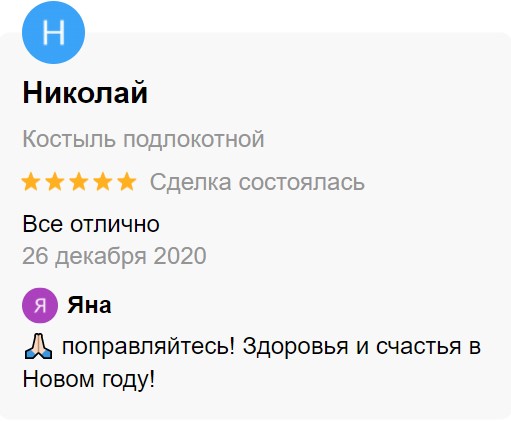 Н
Николай
Костыль подлокотной
Сделка состоялась
Все отлично
26 декабря 2020
Я Яна
🙏🏻 поправляйтесь! Здоровья и счастья в
Новом году!